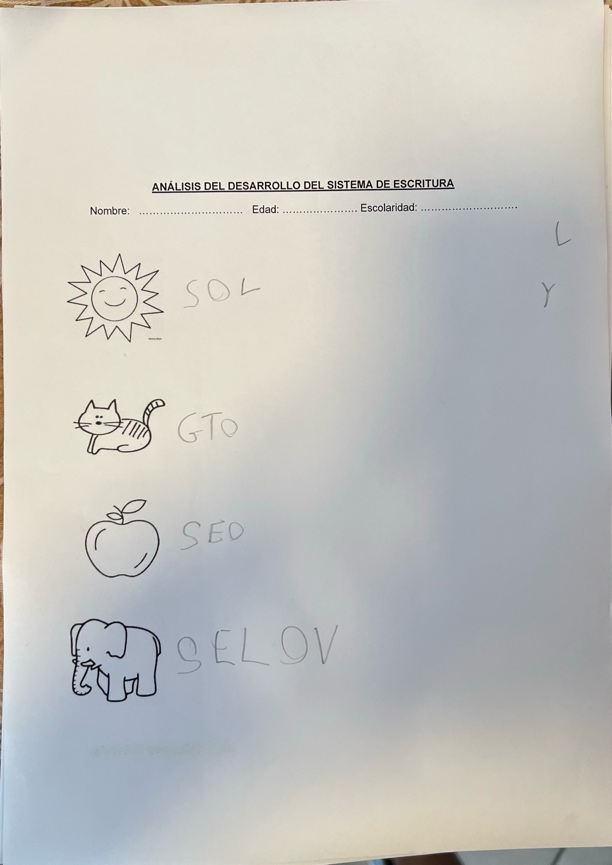 ANÁLISIS DEL DESARROLLO DEL SISTEMA DE ESCRITURA
Nombre: ………………………… Edad: ………………… Escolaridad: ………………………
L
SOL
Y
GTO
SEO
SELOV